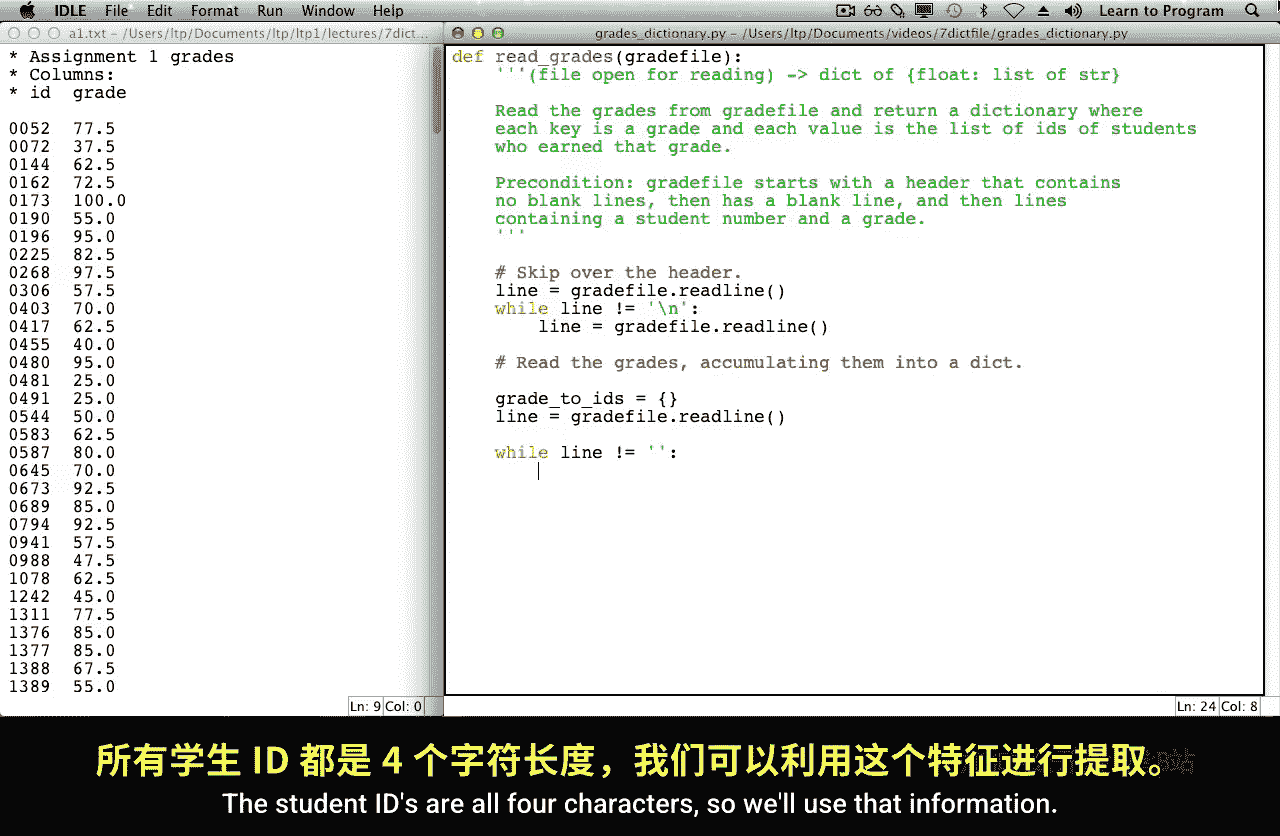 IDLE File Edit Format Run Window Help Learn to Program
a1.txt – /Users/ltp/Documents/ltp/ltp1/lectures/7dict...
* Assignment 1 grades
* Columns:
* id grade
0052 77.5
0072 37.5
0144 62.5
0162 72.5
0173 100.0
0190 55.0
0196 95.0
0225 82.5
0268 97.5
0306 57.5
0403 70.0
0417 62.5
0455 40.0
0480 95.0
0481 25.0
0491 25.0
0544 50.0
0583 62.5
0587 80.0
0645 70.0
0673 92.5
0689 85.0
0794 92.5
0941 57.5
0988 47.5
1078 62.5
1242 45.0
1311 77.5
1376 85.0
1377 85.0
1388 67.5
1389 55.0
Ln: 9 Col: 0
grades_dictionary.py – /Users/ltp/Documents/videos/7dictfile/grades_dictionary.py
def read_grades(gradefile):
'''(file open for reading) -> dict of {float: list of str}
Read the grades from gradefile and return a dictionary where
each key is a grade and each value is the list of ids of students
who earned that grade.
Precondition: gradefile starts with a header that contains
no blank lines, then has a blank line, and then lines
containing a student number and a grade.
'''
# Skip over the header.
line = gradefile.readline()
while line != '\n':
line = gradefile.readline()
# Read the grades, accumulating them into a dict.
grade_to_ids = {}
line = gradefile.readline()
while line != '':
Ln: 24 Col: 8
所有学生 ID 都是 4 个字符长度，我们可以利用这个特征进行提取。
The student ID's are all four characters, so we'll use that information.